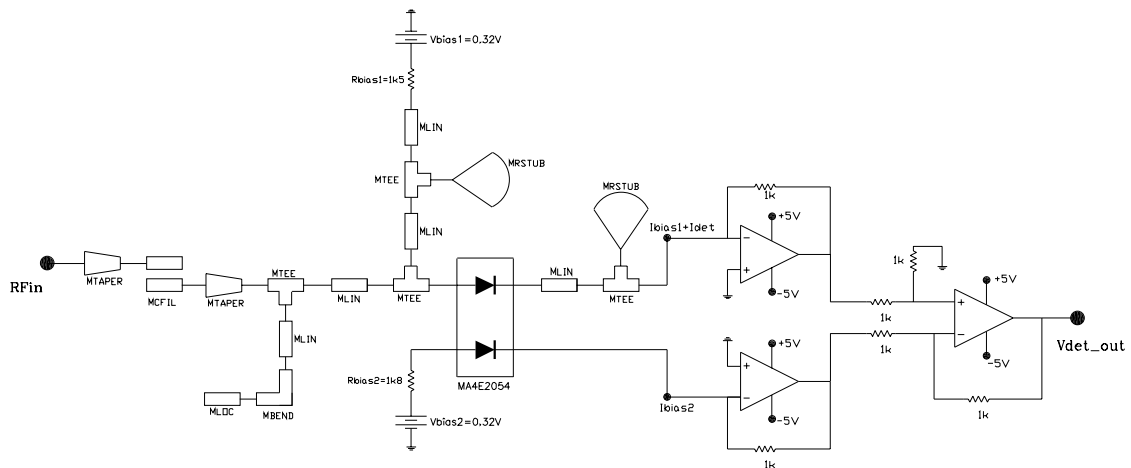 Vbias1=0.32V
Rbias1=1k5
MLIN
MTEE
MRSTUB
MLIN
MRSTUB
1k
+5V
Ibias1+Idet
-5V
RFin
MTAPER
MCFIL
MTAPER
MTEE
MLIN
MTEE
MLIN
MTEE
MLIN
MLOC
MBEND
MA4E2054
Rbias2=1k8
Vbias2=0.32V
Ibias2
+5V
-5V
1k
1k
1k
1k
+5V
-5V
1k
Vdet_out